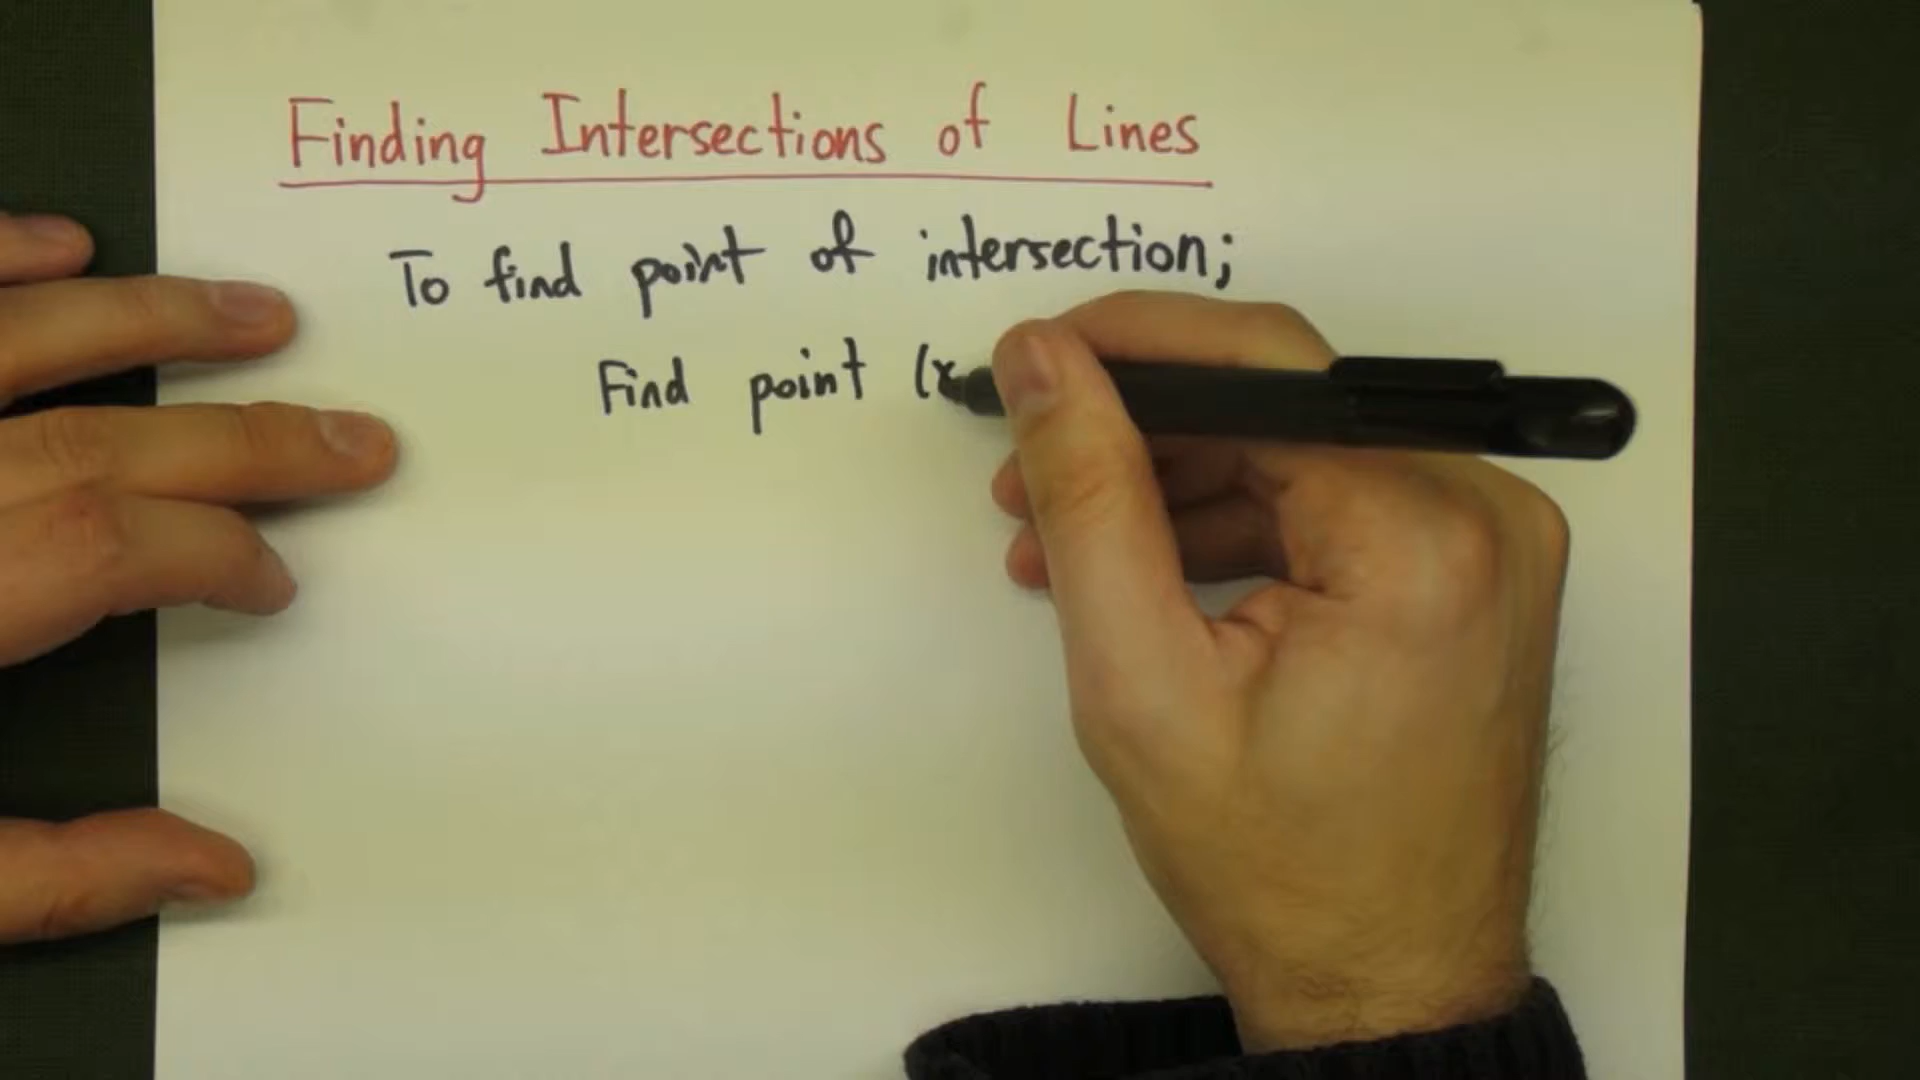 Finding Intersections of Lines
To find point of intersection;
Find point (x